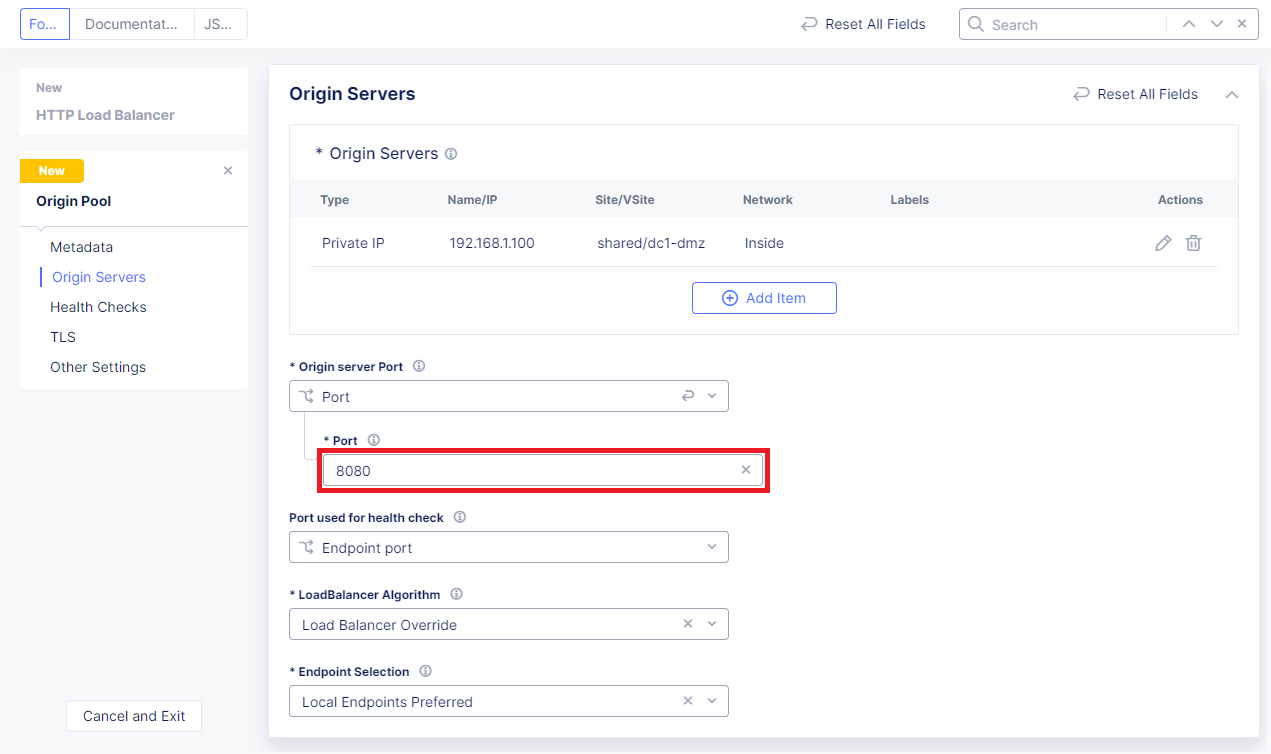 Fo... Documentat... JS... Reset All Fields Search
New
HTTP Load Balancer
New
Origin Pool
Metadata
Origin Servers
Health Checks
TLS
Other Settings
Cancel and Exit
Origin Servers Reset All Fields
* Origin Servers
Type Name/IP Site/VSite Network Labels Actions
Private IP 192.168.1.100 shared/dc1-dmz Inside
Add Item
* Origin server Port
Port
* Port
8080
Port used for health check
Endpoint port
* LoadBalancer Algorithm
Load Balancer Override
* Endpoint Selection
Local Endpoints Preferred